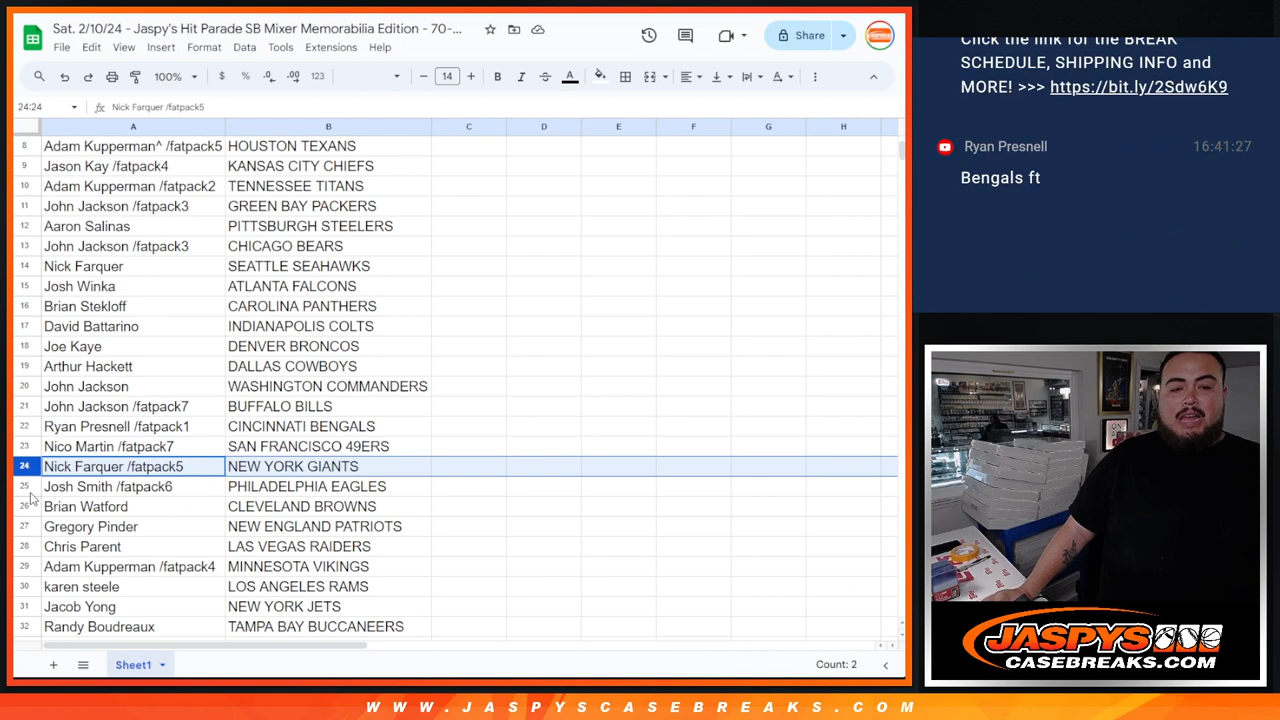 Sat. 2/10/24 - Jaspy's Hit Parade SB Mixer Memorabilia Edition - 70-...
File Edit View Insert Format Data Tools Extensions Help
Share
100% $ % .0 .00 123 14 B I A
24:24 fx Nick Farquer /fatpack5
A B C D E F G H
8 Adam Kupperman^ /fatpack5 HOUSTON TEXANS
9 Jason Kay /fatpack4 KANSAS CITY CHIEFS
10 Adam Kupperman /fatpack2 TENNESSEE TITANS
11 John Jackson /fatpack3 GREEN BAY PACKERS
12 Aaron Salinas PITTSBURGH STEELERS
13 John Jackson /fatpack3 CHICAGO BEARS
14 Nick Farquer SEATTLE SEAHAWKS
15 Josh Winka ATLANTA FALCONS
16 Brian Stekloff CAROLINA PANTHERS
17 David Battarino INDIANAPOLIS COLTS
18 Joe Kaye DENVER BRONCOS
19 Arthur Hackett DALLAS COWBOYS
20 John Jackson WASHINGTON COMMANDERS
21 John Jackson /fatpack7 BUFFALO BILLS
22 Ryan Presnell /fatpack1 CINCINNATI BENGALS
23 Nico Martin /fatpack7 SAN FRANCISCO 49ERS
24 Nick Farquer /fatpack5 NEW YORK GIANTS
25 Josh Smith /fatpack6 PHILADELPHIA EAGLES
26 Brian Watford CLEVELAND BROWNS
27 Gregory Pinder NEW ENGLAND PATRIOTS
28 Chris Parent LAS VEGAS RAIDERS
29 Adam Kupperman /fatpack4 MINNESOTA VIKINGS
30 karen steele LOS ANGELES RAMS
31 Jacob Yong NEW YORK JETS
32 Randy Boudreaux TAMPA BAY BUCCANEERS
Sheet1
Count: 2
Click the link for the BREAK
SCHEDULE, SHIPPING INFO and
MORE! >>> https://bit.ly/2Sdw6K9
Ryan Presnell 16:41:27
Bengals ft
JASPYS
CASEBREAKS.COM
WWW.JASPYSCASEBREAKS.COM